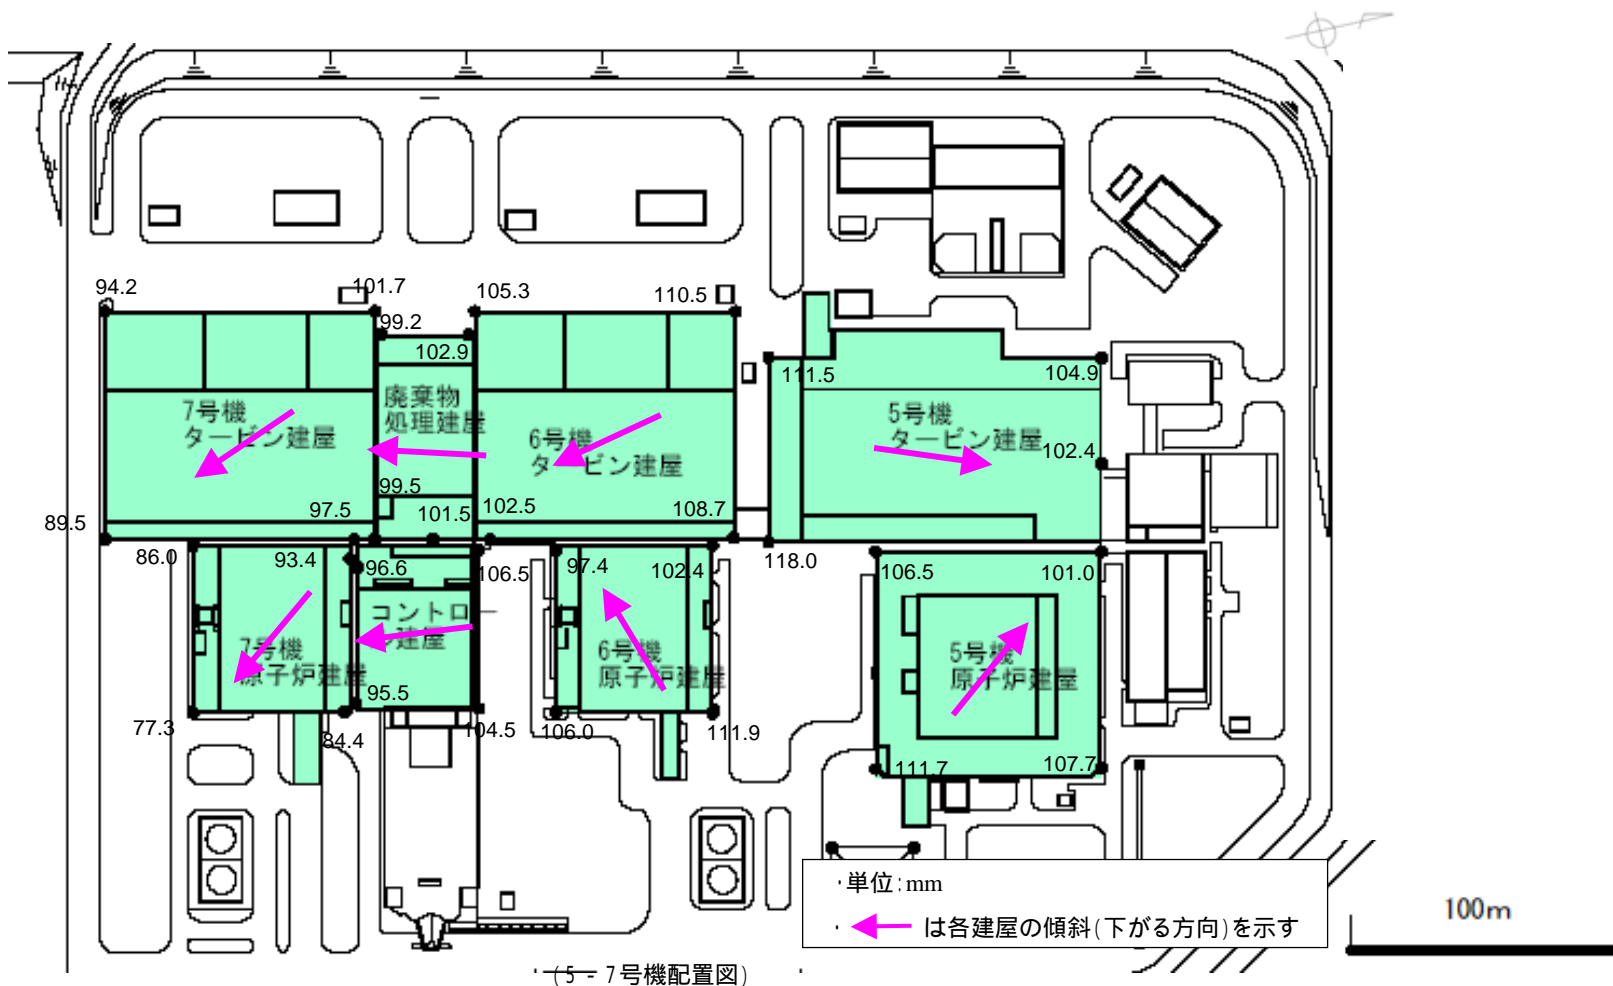 94.2
101.7
105.3
110.5
99.2
102.9
111.5
104.9
7号機
タービン建屋
廃棄物
処理建屋
6号機
タービン建屋
5号機
タービン建屋
102.4
99.5
97.5
101.5
102.5
108.7
89.5
86.0
93.4
96.6
106.5
97.4
102.4
118.0
106.5
101.0
コントロ
建屋
7号機
原子炉建屋
6号機
原子炉建屋
5号機
原子炉建屋
95.5
77.3
84.4
104.5
106.0
111.9
111.7
107.7
・単位:mm
・は各建屋の傾斜(下がる方向)を示す
100m
(5-7号機配置図)